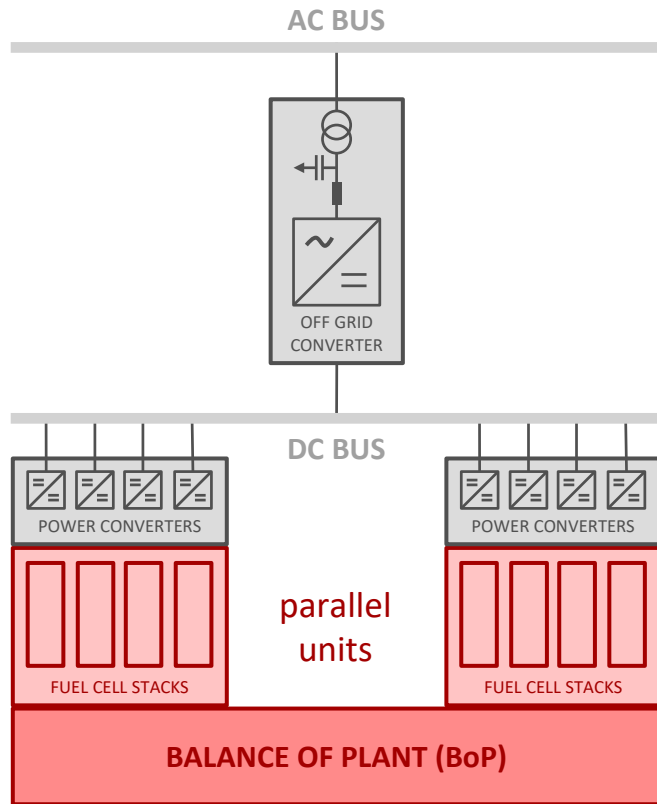 AC BUS
OFF GRID
CONVERTER
DC BUS
POWER CONVERTERS
POWER CONVERTERS
parallel
units
FUEL CELL STACKS
FUEL CELL STACKS
BALANCE OF PLANT (BoP)